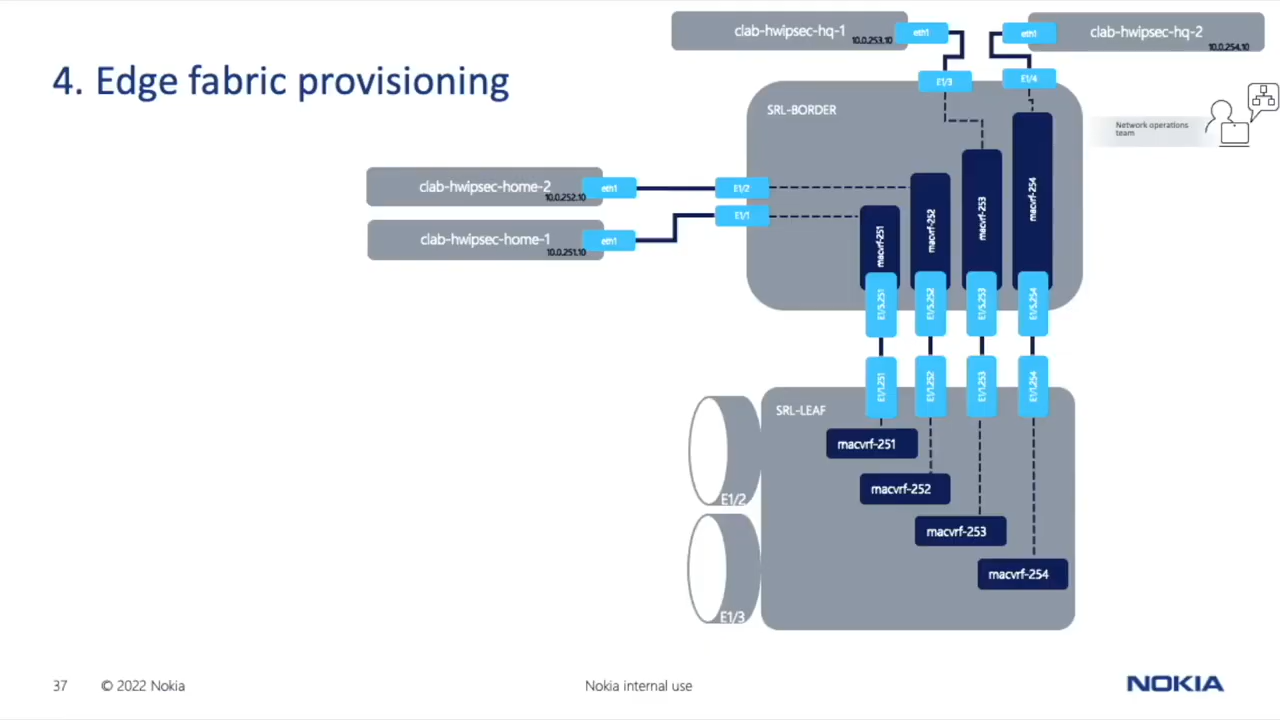 4. Edge fabric provisioning
clab-hwipsec-hq-1
10.0.253.10
eth1
eth1
clab-hwipsec-hq-2
10.0.254.10
E1/3
E1/4
SRL-BORDER
Network operations
team
clab-hwipsec-home-2
10.0.252.10
eth1
E1/2
clab-hwipsec-home-1
10.0.251.10
eth1
E1/1
macvrf-251
macvrf-252
macvrf-253
macvrf-254
E1/5.251
E1/5.252
E1/5.253
E1/5.254
E1/1.251
E1/1.252
E1/1.253
E1/1.254
SRL-LEAF
macvrf-251
macvrf-252
macvrf-253
macvrf-254
E1/2
E1/3
37
© 2022 Nokia
Nokia internal use
NOKIA